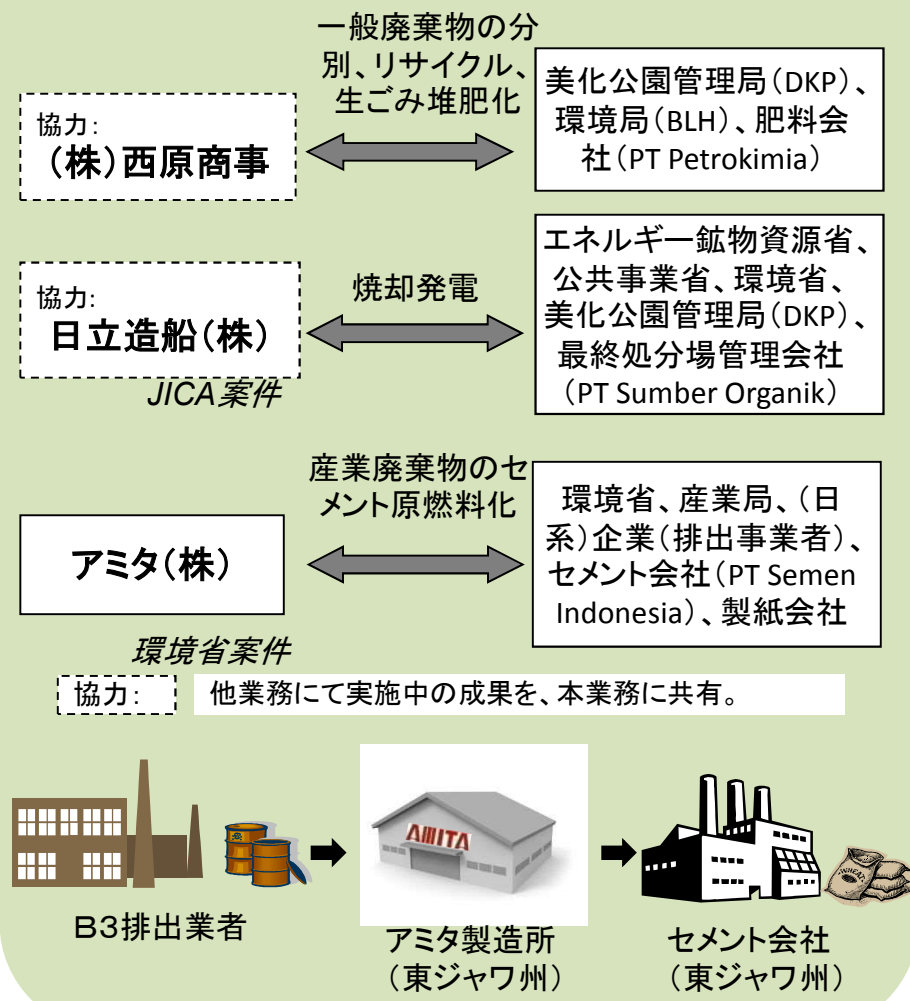 一般廃棄物の分
別、リサイクル、
生ごみ堆肥化
協力:
(株)西原商事
美化公園管理局(DKP)、
環境局(BLH)、肥料会
社(PT Petrokimia)
協力:
日立造船(株)
JICA案件
焼却発電
エネルギー鉱物資源省、
公共事業省、環境省、
美化公園管理局(DKP)、
最終処分場管理会社
(PT Sumber Organik)
産業廃棄物のセ
メント原燃料化
アミタ(株)
環境省案件
環境省、産業局、(日
系)企業(排出事業者)、
セメント会社(PT Semen
Indonesia)、製紙会社
協力:
他業務にて実施中の成果を、本業務に共有。
AMITA
WHEAT
B3排出業者
アミタ製造所
(東ジャワ州)
セメント会社
(東ジャワ州)